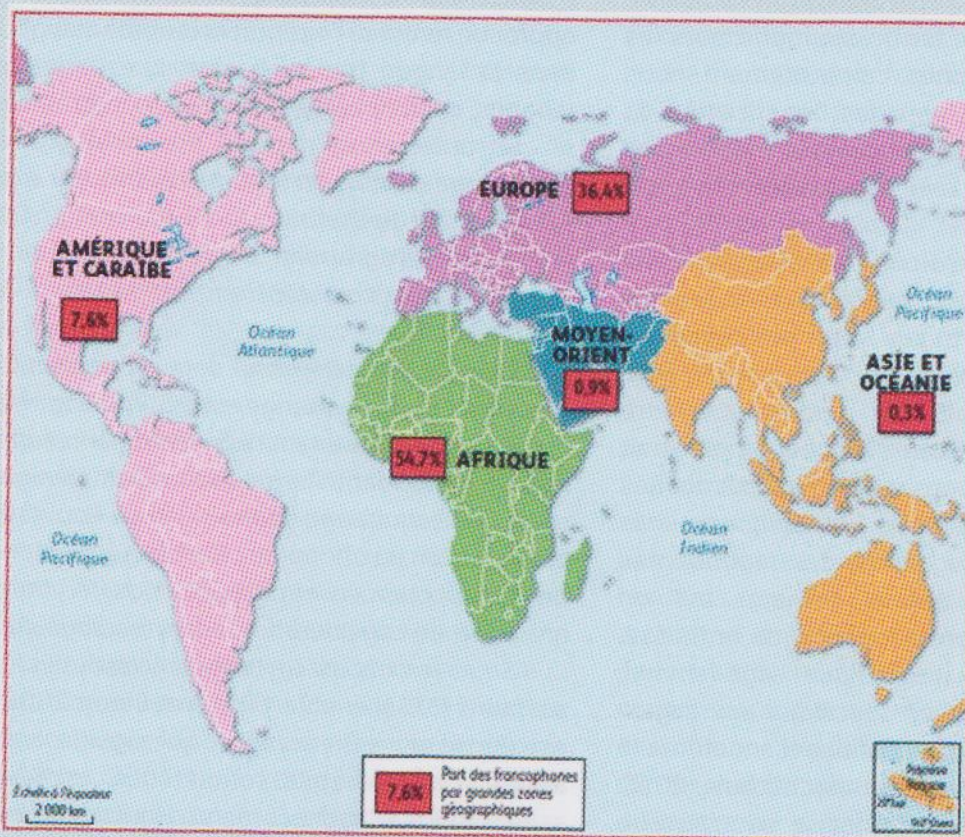 EUROPE
36,4%
AMÉRIQUE
ET CARAÏBE
7,6%
Océan
Atlantique
MOYEN-
ORIENT
0,9%
Océan
Pacifique
ASIE ET
OCÉANIE
0,3%
54,7%
AFRIQUE
Océan
Pacifique
Océan
Indien
Échelle à l'équateur
2 000 km
7,6%
Part des francophones
par grandes zones
géographiques